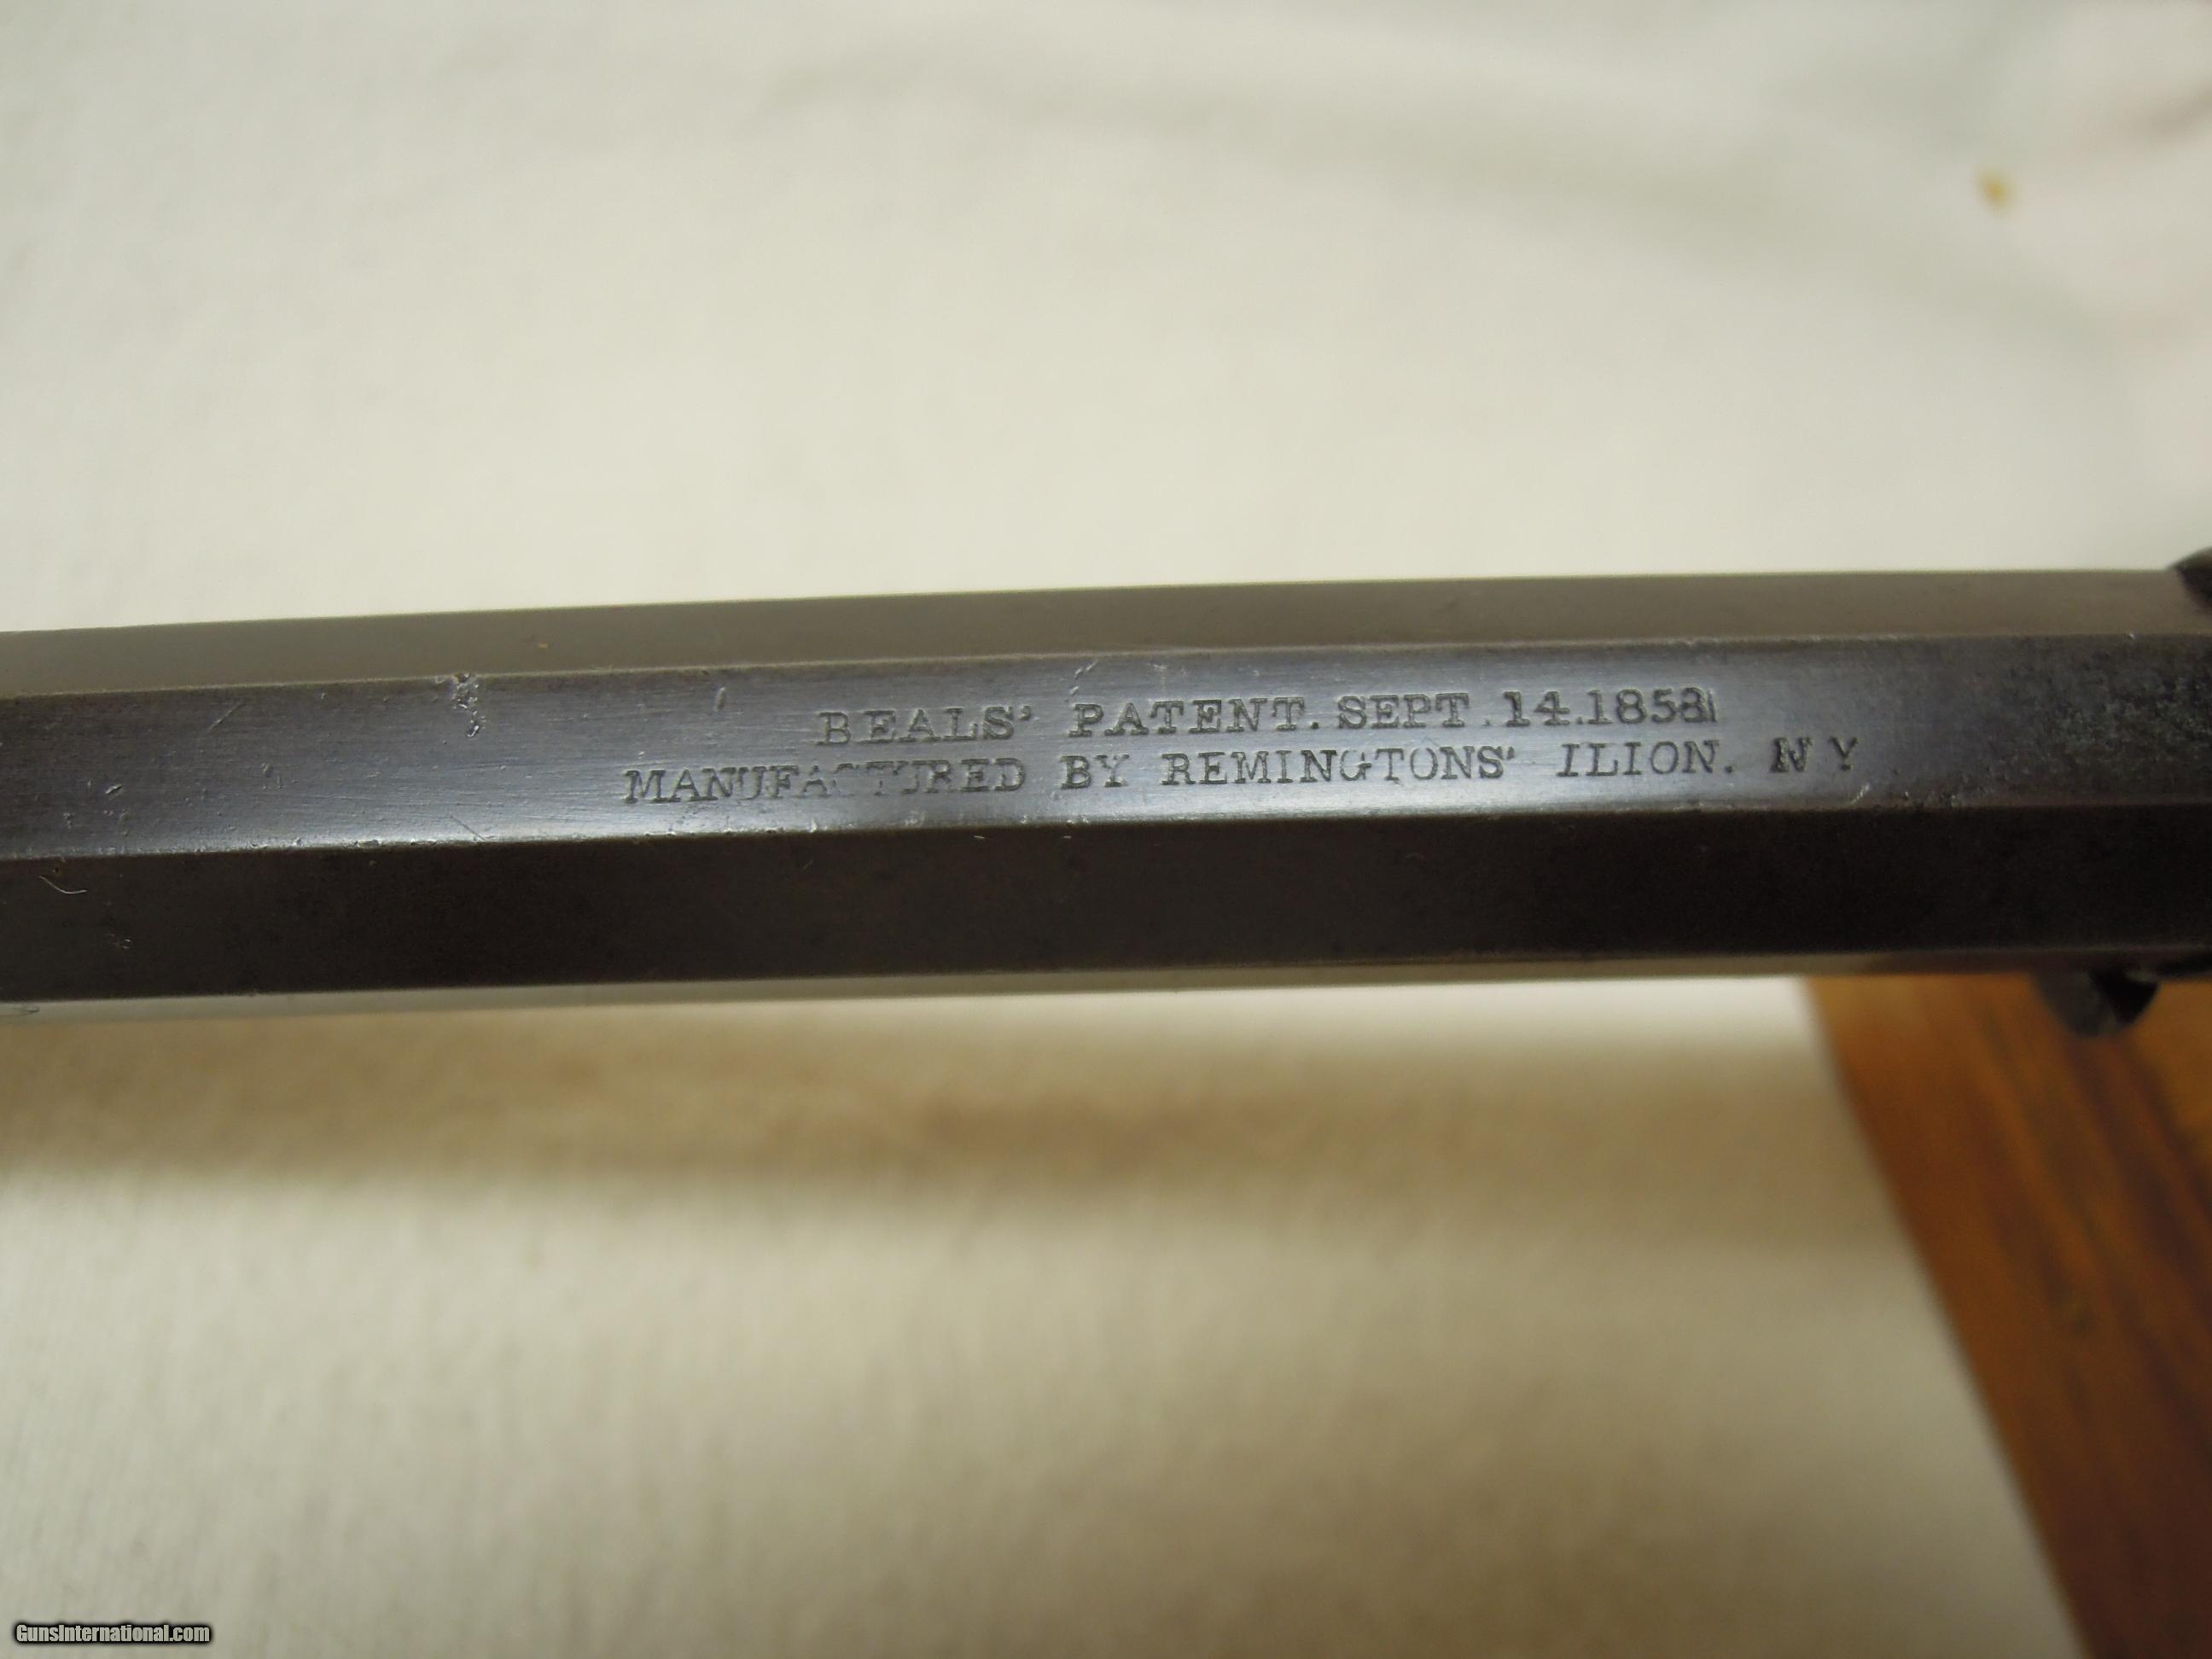 BEALS' PATENT. SEPT. 14. 1858
MANUFACTURED BY REMINGTONS' ILION. N Y
GunsInternational.com